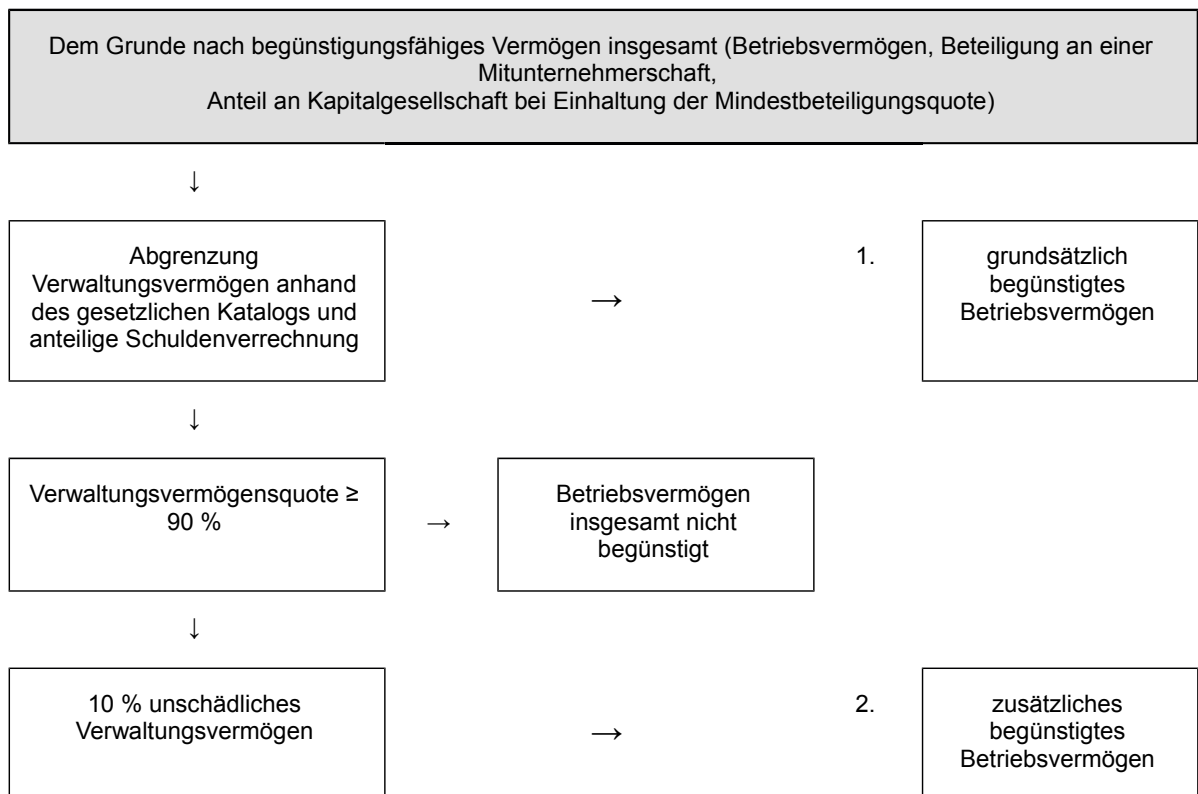 Dem Grunde nach begünstigungsfähiges Vermögen insgesamt (Betriebsvermögen, Beteiligung an einer
Mitunternehmerschaft,
Anteil an Kapitalgesellschaft bei Einhaltung der Mindestbeteiligungsquote)
↓
Abgrenzung
Verwaltungsvermögen anhand
des gesetzlichen Katalogs und
anteilige Schuldenverrechnung
→
1.
grundsätzlich
begünstigtes
Betriebsvermögen
↓
Verwaltungsvermögensquote ≥
90 %
→
Betriebsvermögen
insgesamt nicht
begünstigt
↓
10 % unschädliches
Verwaltungsvermögen
→
2.
zusätzliches
begünstigtes
Betriebsvermögen